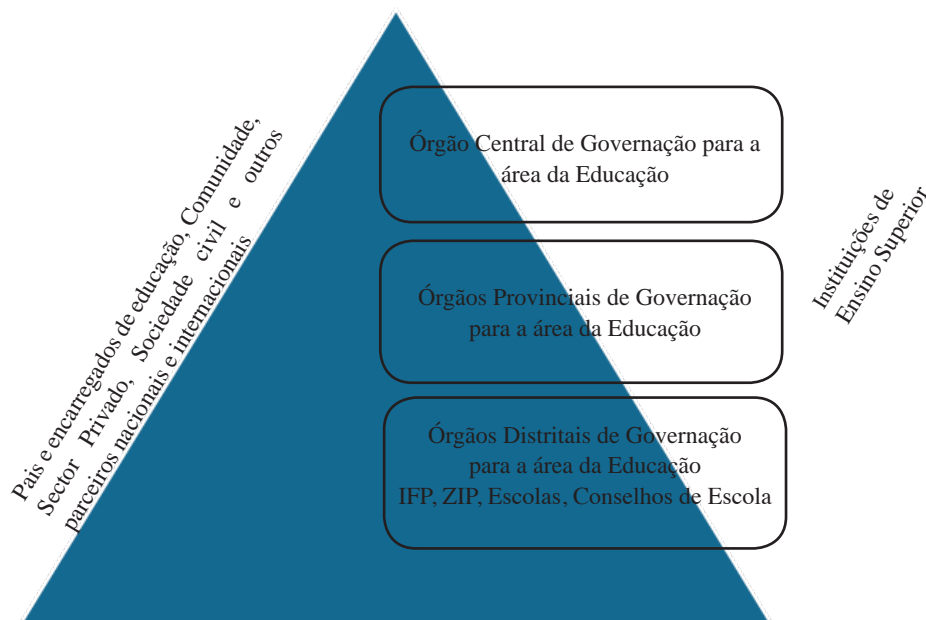 Pais e encarregados de educação, Comunidade,
Sector Privado, Sociedade civil e outros
parceiros nacionais e internacionais
Órgão Central de Governação para a
área da Educação
Órgãos Provinciais de Governação
para a área da Educação
Órgãos Distritais de Governação
para a área da Educação
IFP, ZIP, Escolas, Conselhos de Escola
Instituições de
Ensino Superior